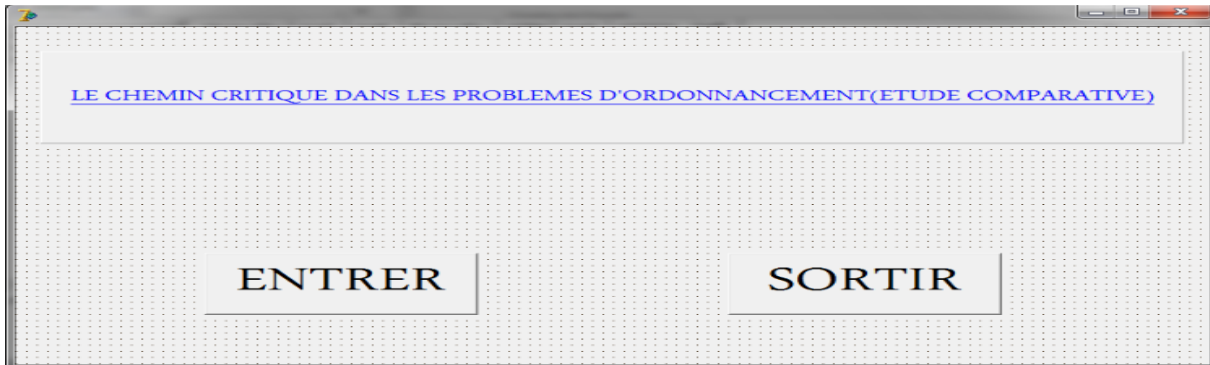 LE CHEMIN CRITIQUE DANS LES PROBLEMES D'ORDONNANCEMENT(ETUDE COMPARATIVE)
ENTRER
SORTIR